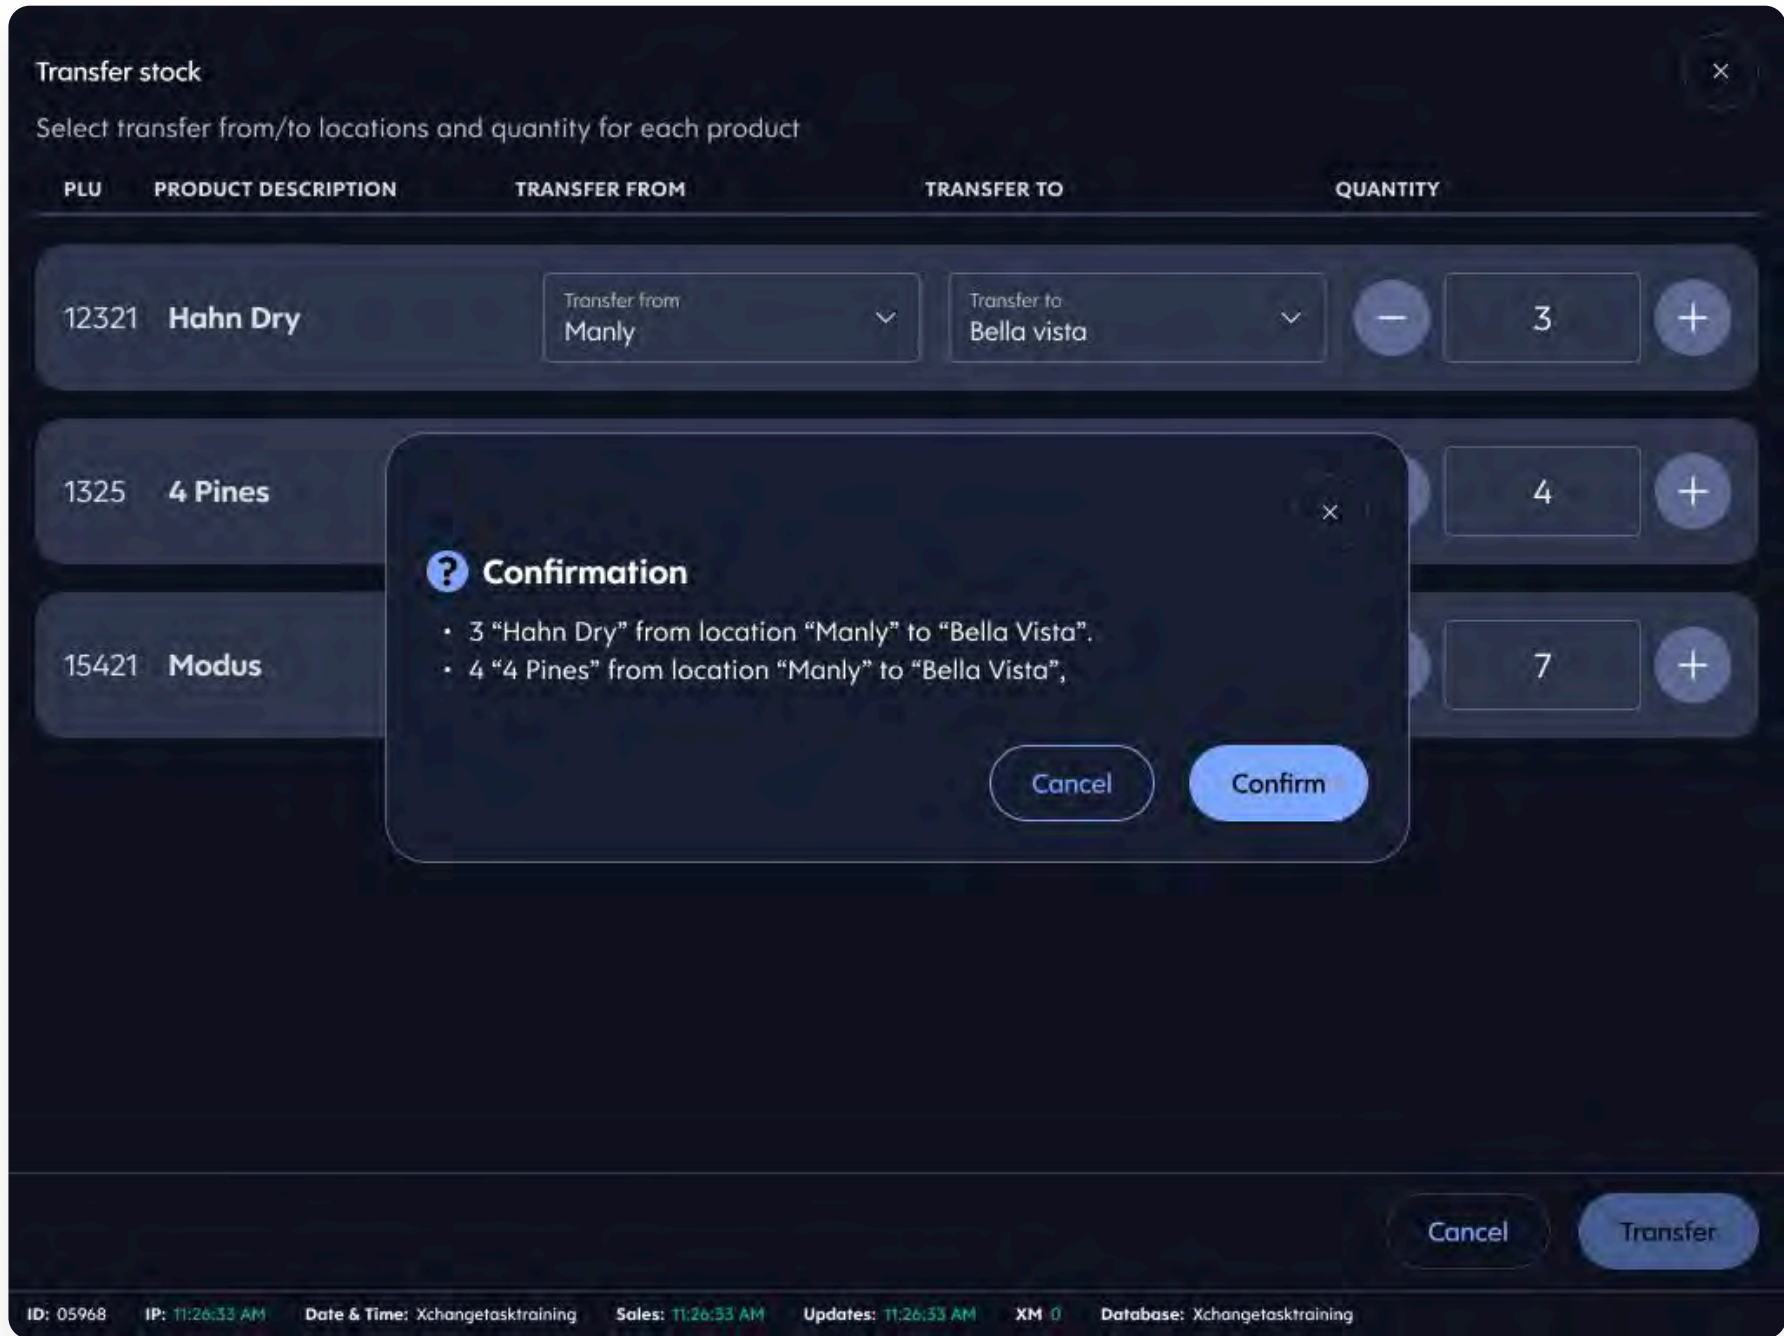 Transfer stock
Select transfer from/to locations and quantity for each product
PLU PRODUCT DESCRIPTION TRANSFER FROM TRANSFER TO QUANTITY
Transfer from Transfer to
12321 Hahn Dry Manly Bella vista 3
1325 4 Pines 4
Confirmation
• 3 “Hahn Dry” from location “Manly” to “Bella Vista”.
• 4 “4 Pines” from location “Manly” to “Bella Vista”,
15421 Modus 7
Cancel Confirm
Cancel Transfer
ID: 05968 IP: 11:26:33 AM Date & Time: Xchangetasktraining Sales: 11:26:33 AM Updates: 11:26:33 AM XM 0 Database: Xchangetasktraining